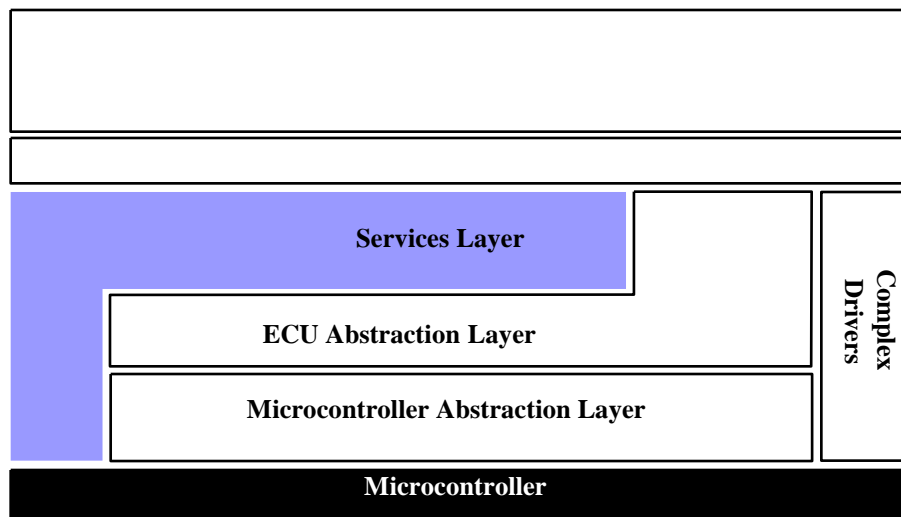 Services Layer
ECU Abstraction Layer
Complex
Drivers
Microcontroller Abstraction Layer
Microcontroller